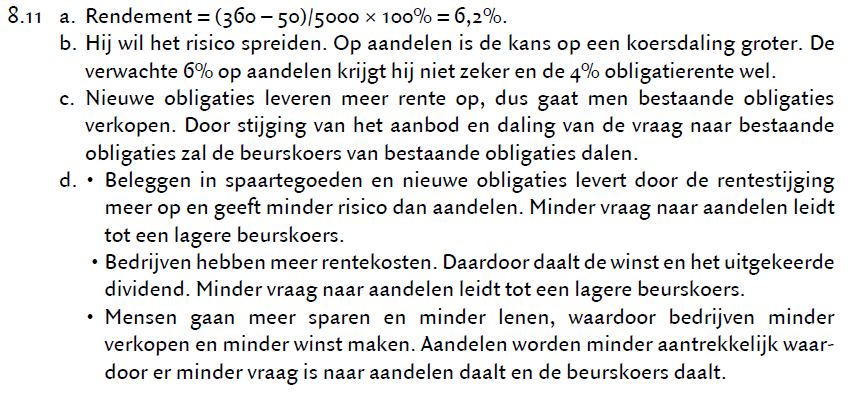 8.11 a. Rendement = (360 – 50)/5000 × 100% = 6,2%.
b. Hij wil het risico spreiden. Op aandelen is de kans op een koersdaling groter. De
verwachte 6% op aandelen krijgt hij niet zeker en de 4% obligatierente wel.
c. Nieuwe obligaties leveren meer rente op, dus gaat men bestaande obligaties
verkopen. Door stijging van het aanbod en daling van de vraag naar bestaande
obligaties zal de beurskoers van bestaande obligaties dalen.
d. • Beleggen in spaartegoeden en nieuwe obligaties levert door de rentestijging
meer op en geeft minder risico dan aandelen. Minder vraag naar aandelen leidt
tot een lagere beurskoers.
• Bedrijven hebben meer rentekosten. Daardoor daalt de winst en het uitgekeerde
dividend. Minder vraag naar aandelen leidt tot een lagere beurskoers.
• Mensen gaan meer sparen en minder lenen, waardoor bedrijven minder
verkopen en minder winst maken. Aandelen worden minder aantrekkelijk waar-
door er minder vraag is naar aandelen daalt en de beurskoers daalt.